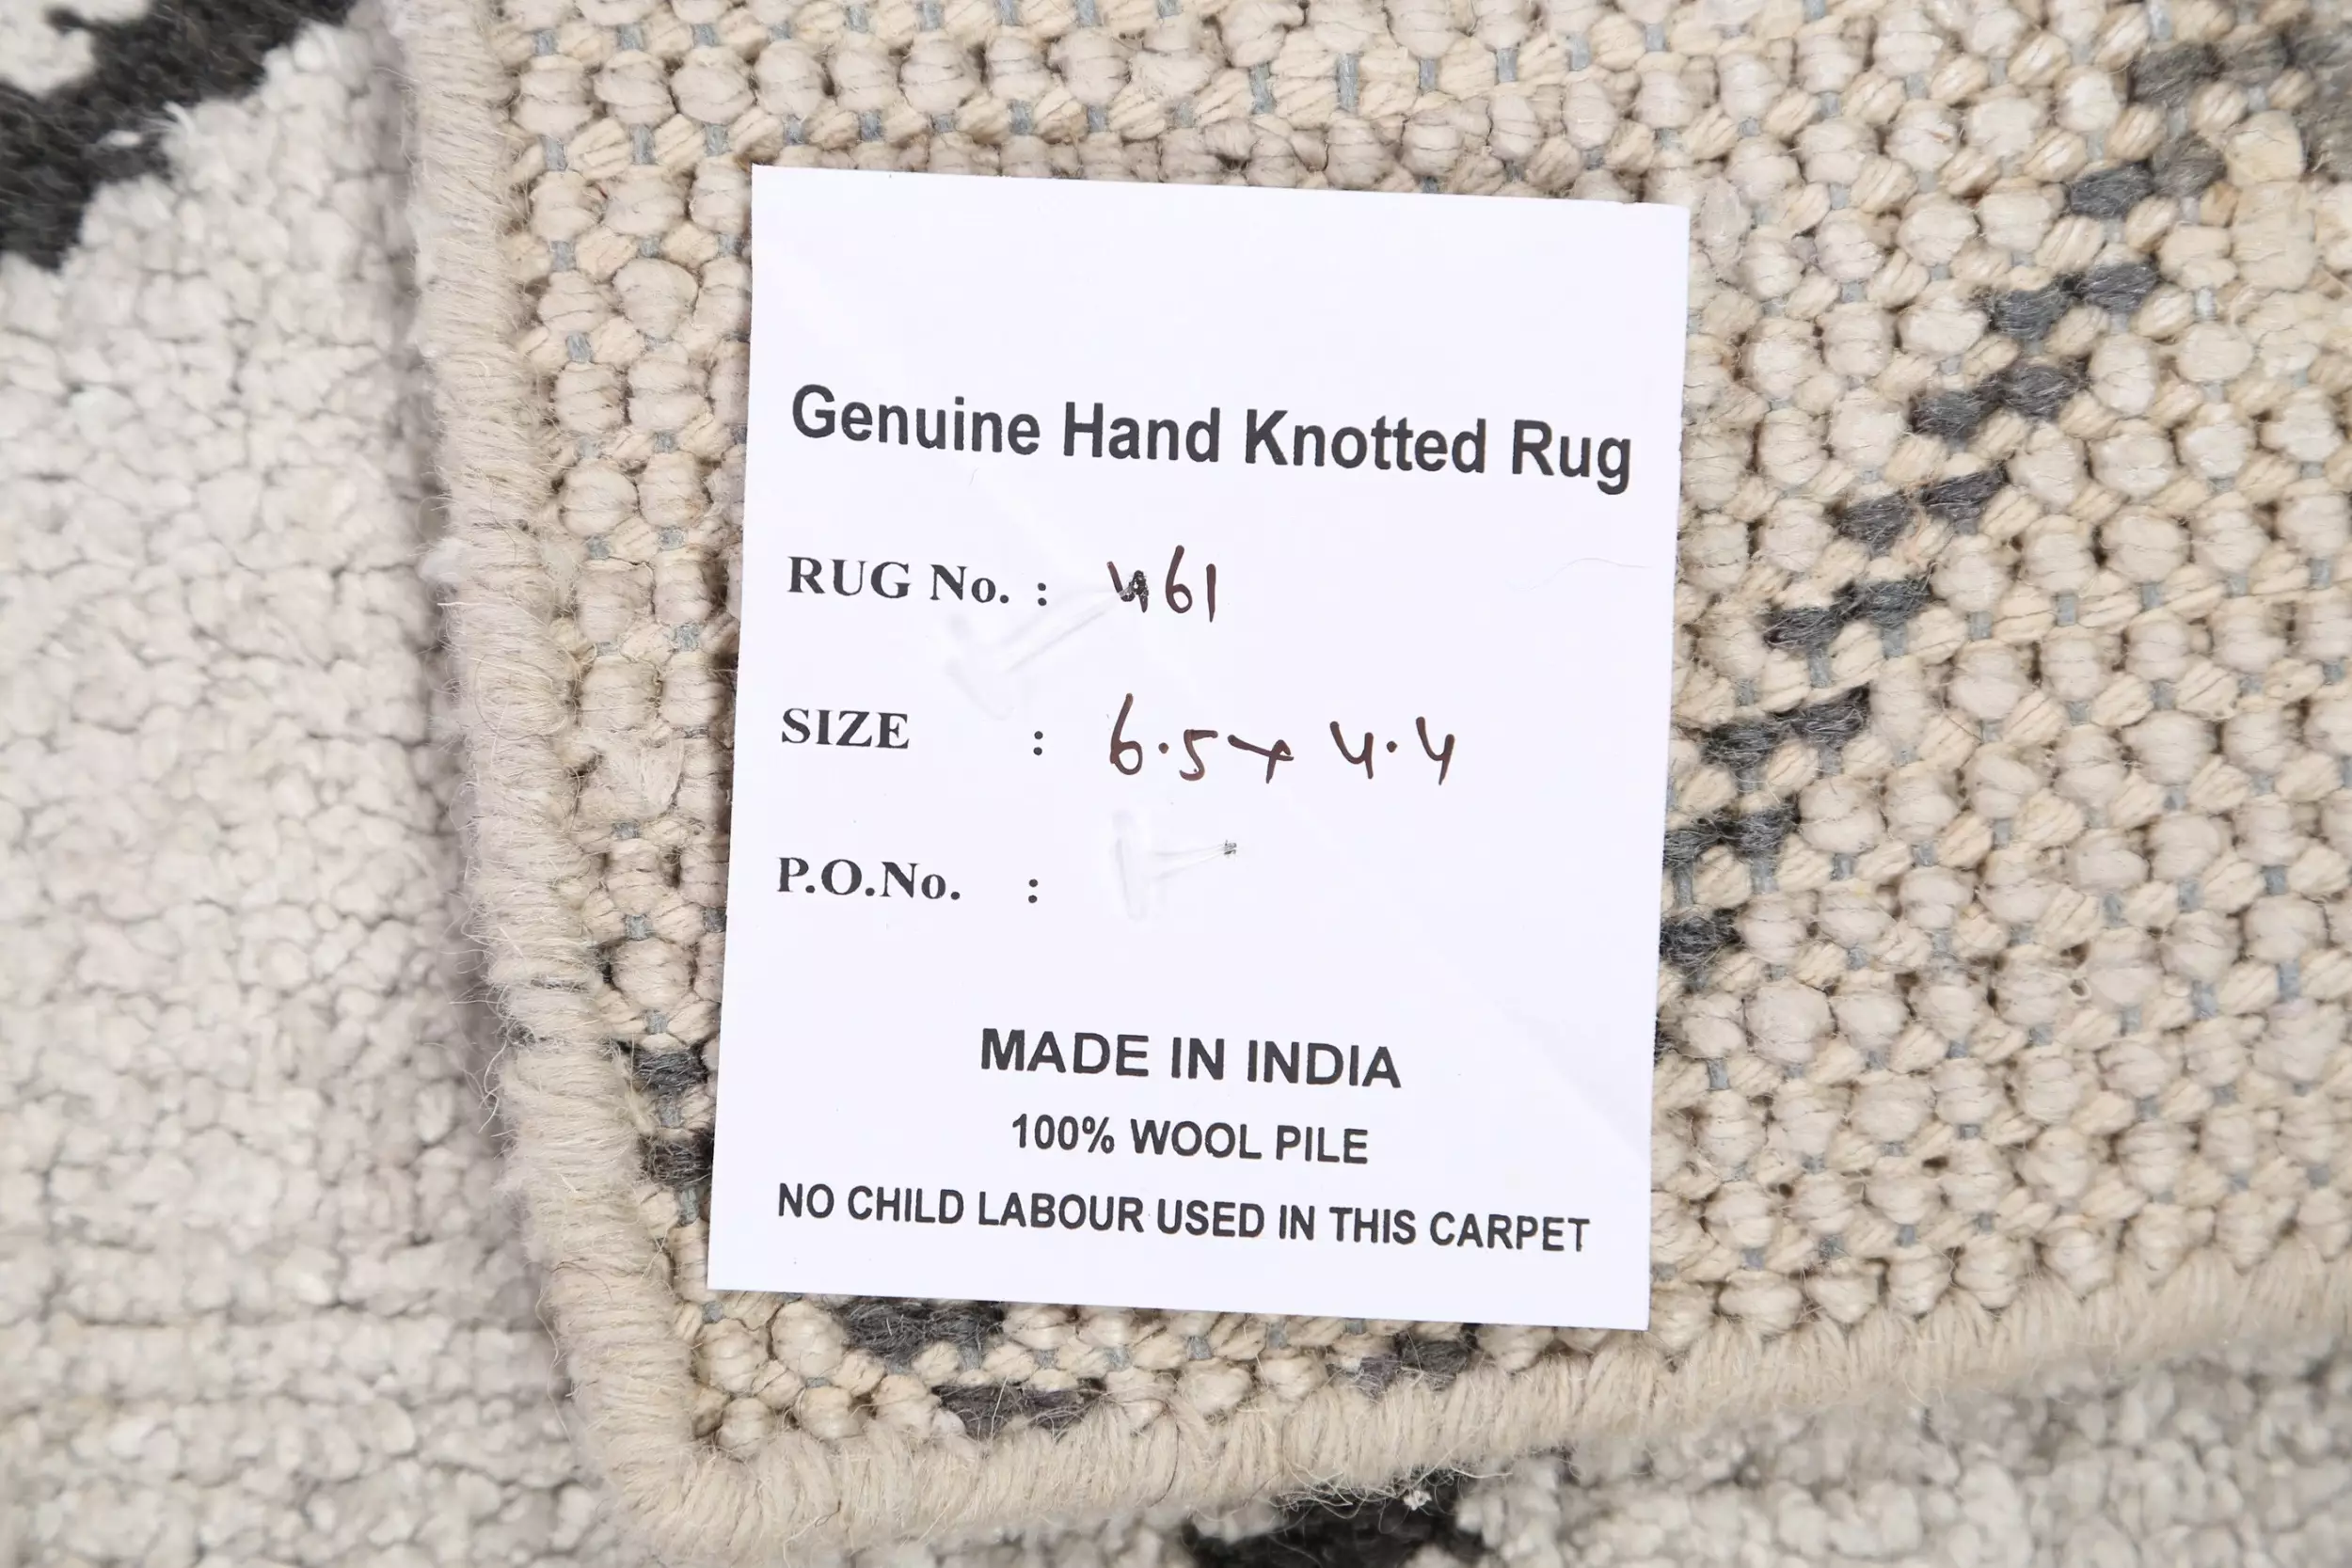 Genuine Hand Knotted Rug
RUG No. : 461
SIZE : 6.5 x 4.4
P.O.No. :
MADE IN INDIA
100% WOOL PILE
NO CHILD LABOUR USED IN THIS CARPET